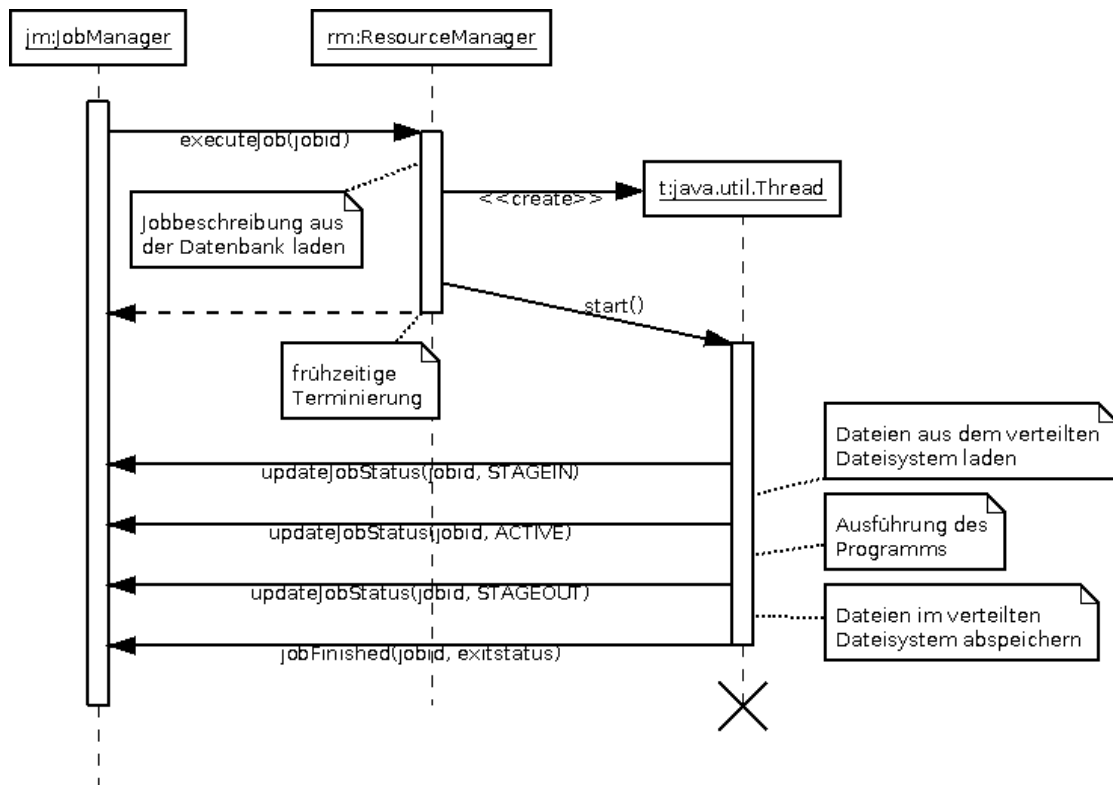 jm:JobManager
rm:ResourceManager
executeJob(jobid)
t:java.util.Thread
<<create>>
Jobbeschreibung aus
der Datenbank laden
start()
frühzeitige
Terminierung
Dateien aus dem verteilten
Dateisystem laden
updateJobStatus(jobid, STAGEIN)
Ausführung des
Programms
updateJobStatus(jobid, ACTIVE)
updateJobStatus(jobid, STAGEOUT)
Dateien im verteilten
Dateisystem abspeichern
jobFinished(jobid, exitstatus)